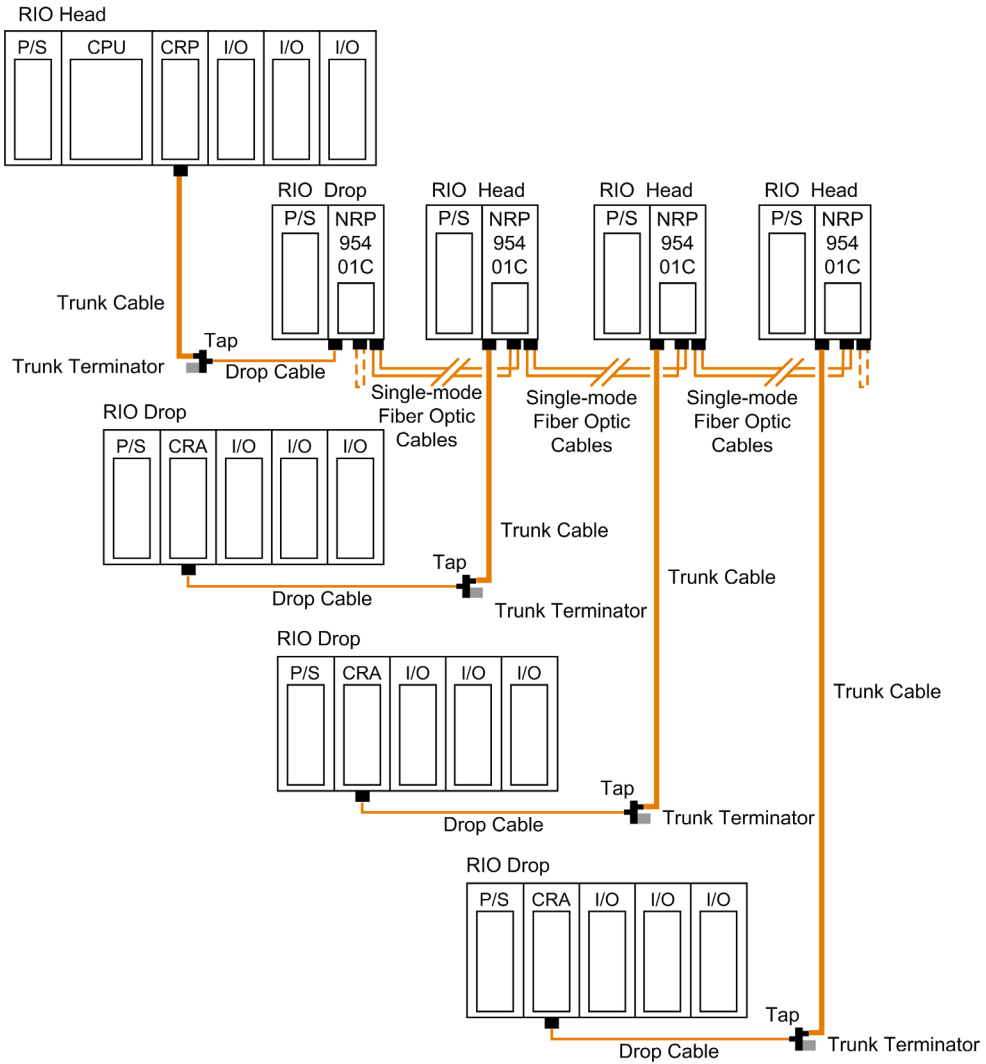 RIO Head
P/S CPU CRP I/O I/O I/O
RIO Drop RIO Head RIO Head RIO Head
P/S NRP P/S NRP P/S NRP P/S NRP
954 954 954 954
01C 01C 01C 01C
Trunk Cable
Tap
Trunk Terminator
Drop Cable
Single-mode
Fiber Optic
Cables
Single-mode
Fiber Optic
Cables
Single-mode
Fiber Optic
Cables
RIO Drop
P/S CRA I/O I/O I/O
Trunk Cable
Tap
Drop Cable
Trunk Terminator
Trunk Cable
RIO Drop
P/S CRA I/O I/O I/O
Trunk Cable
Tap
Drop Cable
Trunk Terminator
RIO Drop
P/S CRA I/O I/O I/O
Tap
Drop Cable
Trunk Terminator